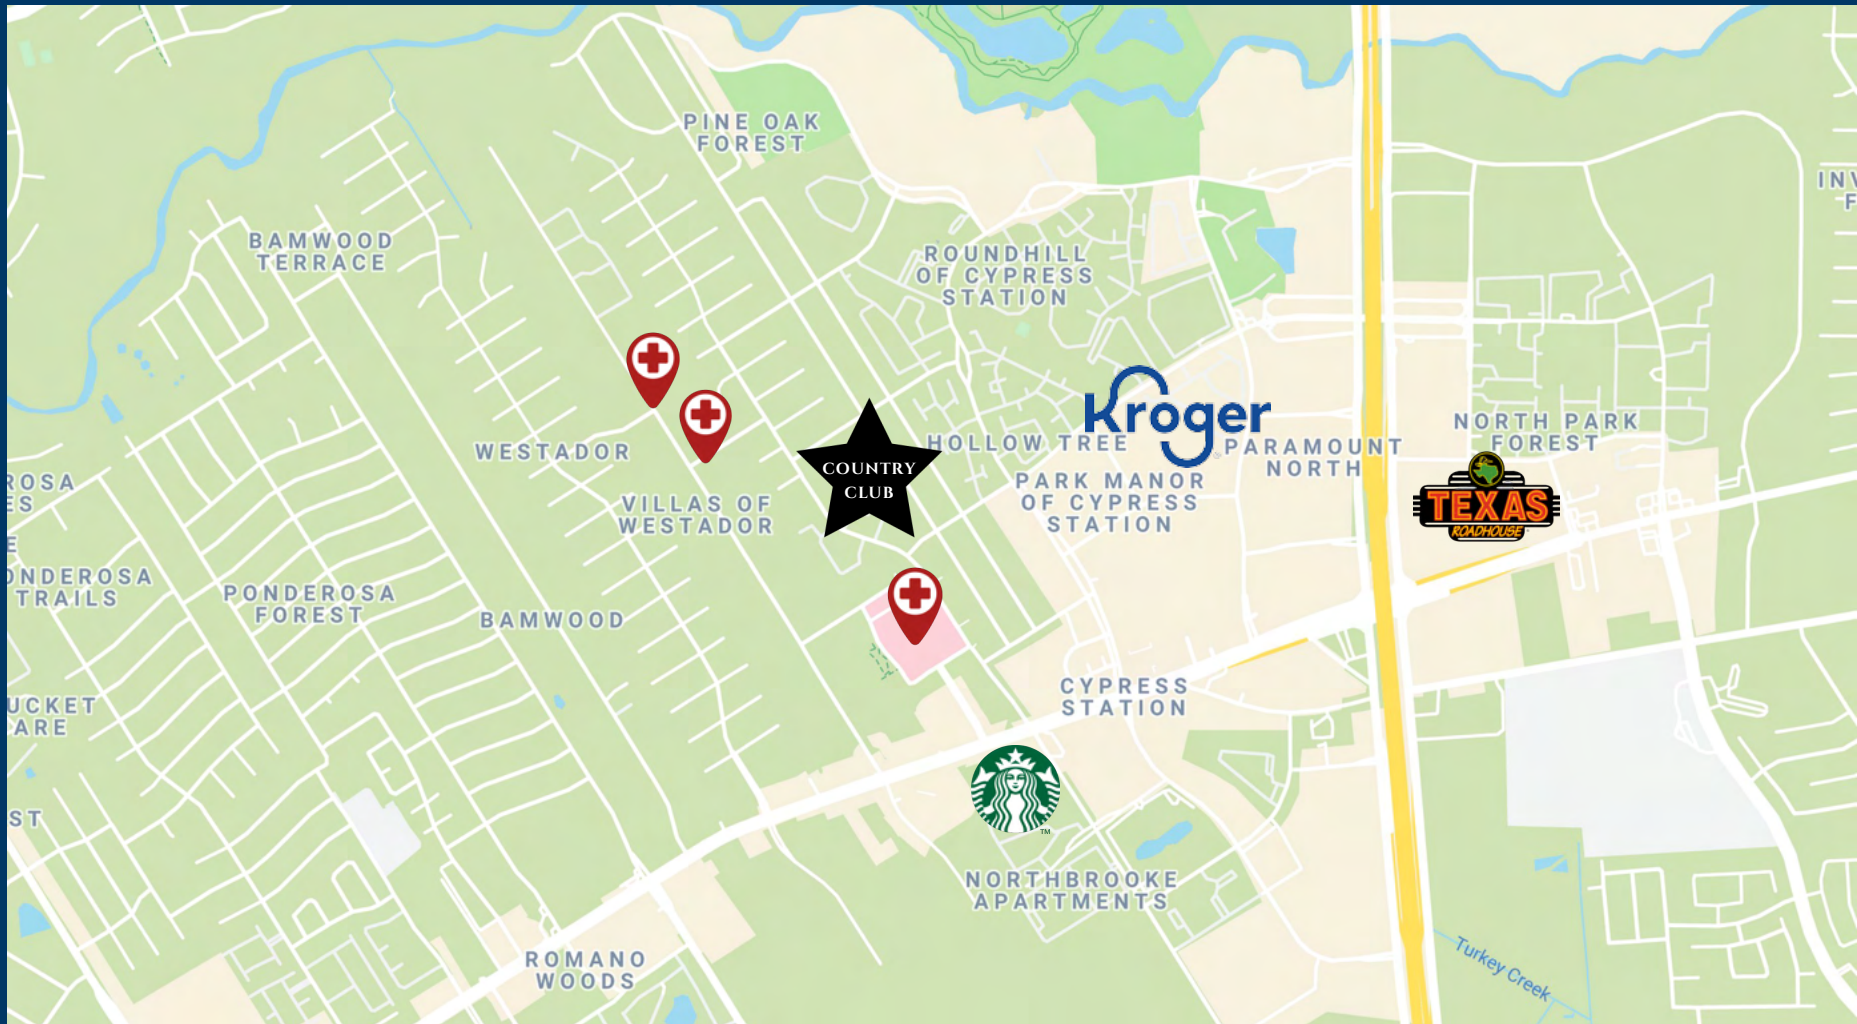 PINE OAK
FOREST
INV
F
BAMWOOD
TERRACE
ROUNDHILL
OF CYPRESS
STATION
Kroger
NORTH PARK
FOREST
HOLLOW TREE
PARAMOUNT
NORTH
WESTADOR
COUNTRY
CLUB
PARK MANOR
OF CYPRESS
STATION
ROSA
ES
TEXAS
ROADHOUSE
VILLAS OF
WESTADOR
E
ONDEROSA
TRAILS
PONDEROSA
FOREST
BAMWOOD
CYPRESS
STATION
UCKET
ARE
ST
TM
NORTHBROOKE
APARTMENTS
ROMANO
WOODS
Turkey Creek